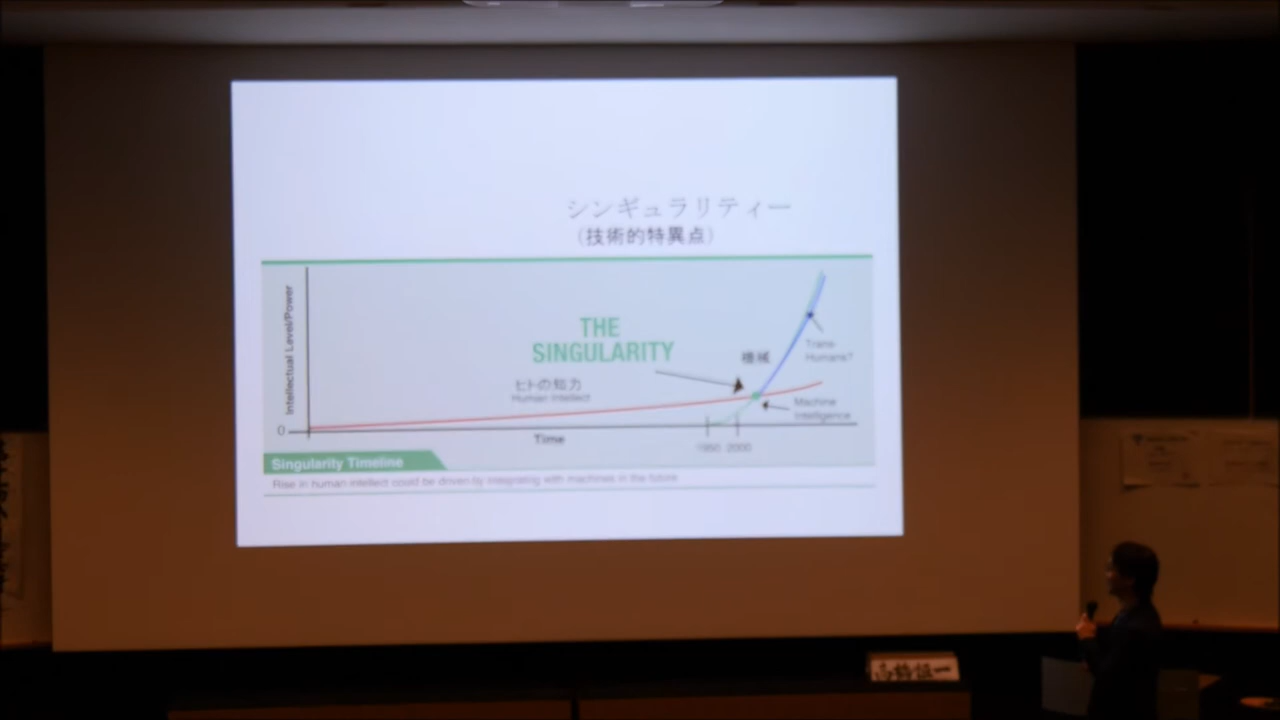 シンギュラリティー
（技術的特異点）
Intellectual Level/Power
THE
SINGULARITY
機械
Trans
Humans?
ヒトの知力
Human Intellect
Machine
Intelligence
0
Time
1960 2000
Singularity Timeline
Rise in human intellect could be driven by integrating with machines in the future